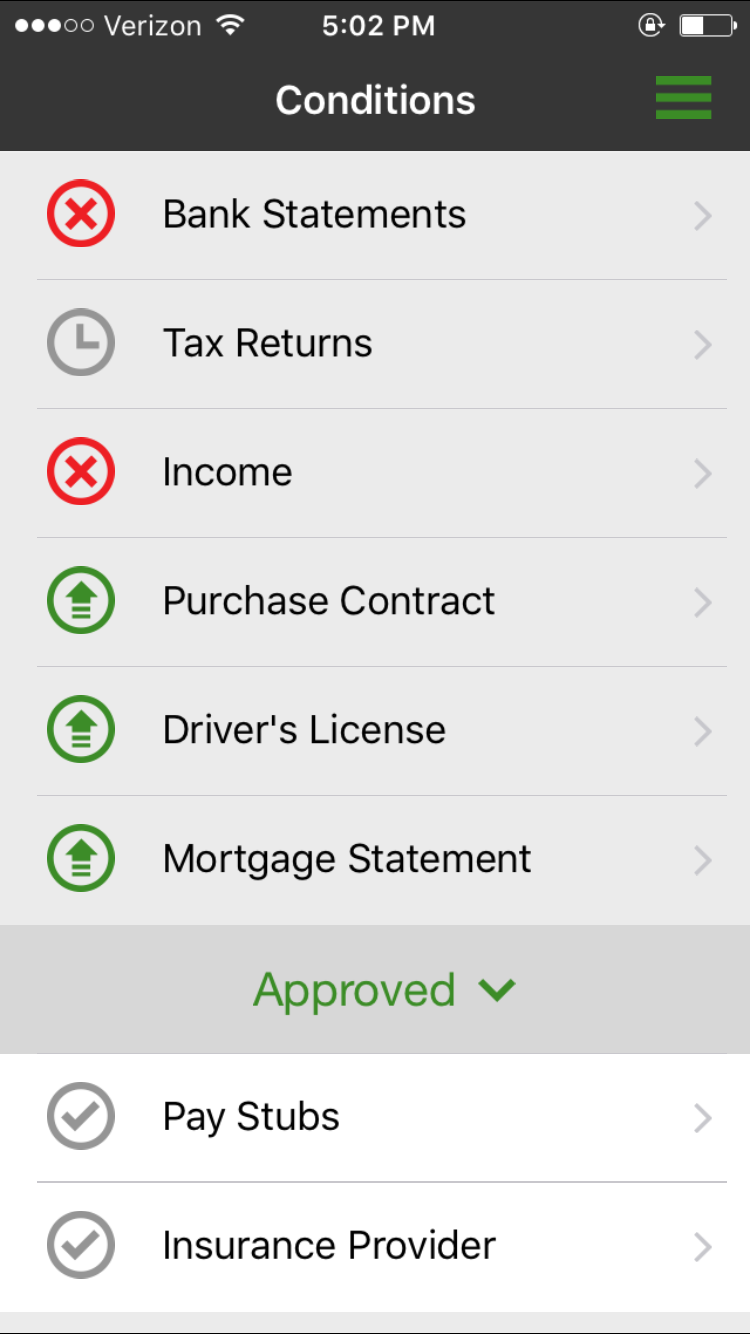 Verizon 5:02 PM
Conditions
Bank Statements
Tax Returns
Income
Purchase Contract
Driver's License
Mortgage Statement
Approved
Pay Stubs
Insurance Provider